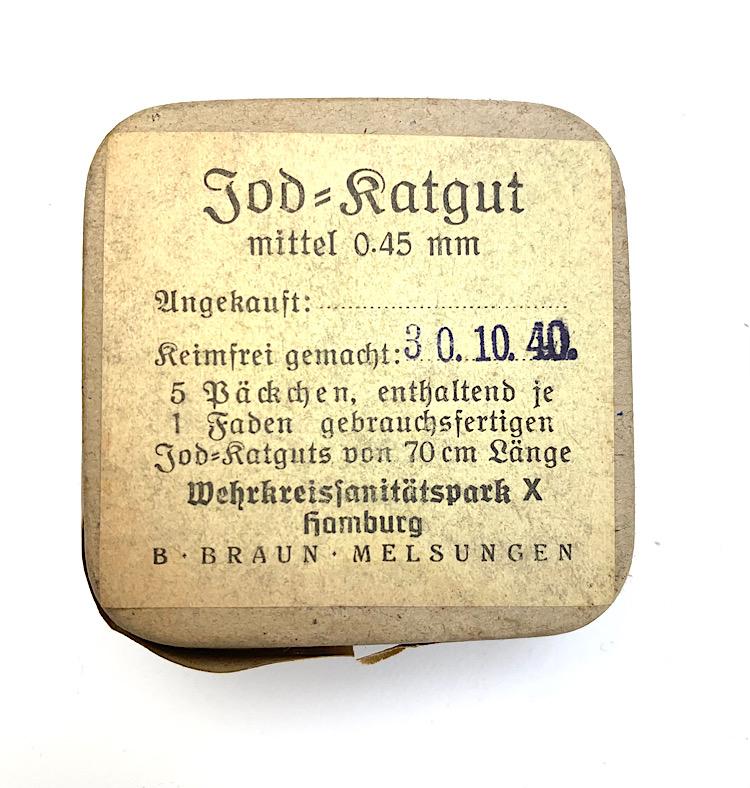 Jod-Katgut
mittel 0.45 mm
Angekauft:
Keimfrei gemacht: 30. 10. 40.
5 Päckchen, enthaltend je
1 Faden gebrauchsfertigen
Jod-Katguts von 70 cm Länge
Wehrkreissanitätspark X
Hamburg
B · BRAUN · MELSUNGEN